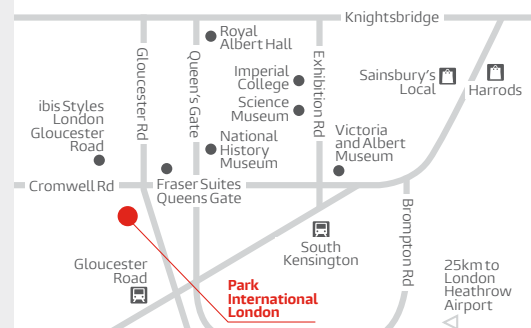 Knightsbridge
Royal
Albert Hall
Gloucester Rd
Queen's Gate
Exhibition Rd
Imperial
College
Science
Museum
Sainsbury's
Local
Harrods
ibis Styles
London
Gloucester
Road
National
History
Museum
Victoria
and Albert
Museum
Cromwell Rd
Fraser Suites
Queens Gate
Brompton Rd
South
Kensington
Gloucester
Road
Park
International
London
25km to
London
Heathrow
Airport